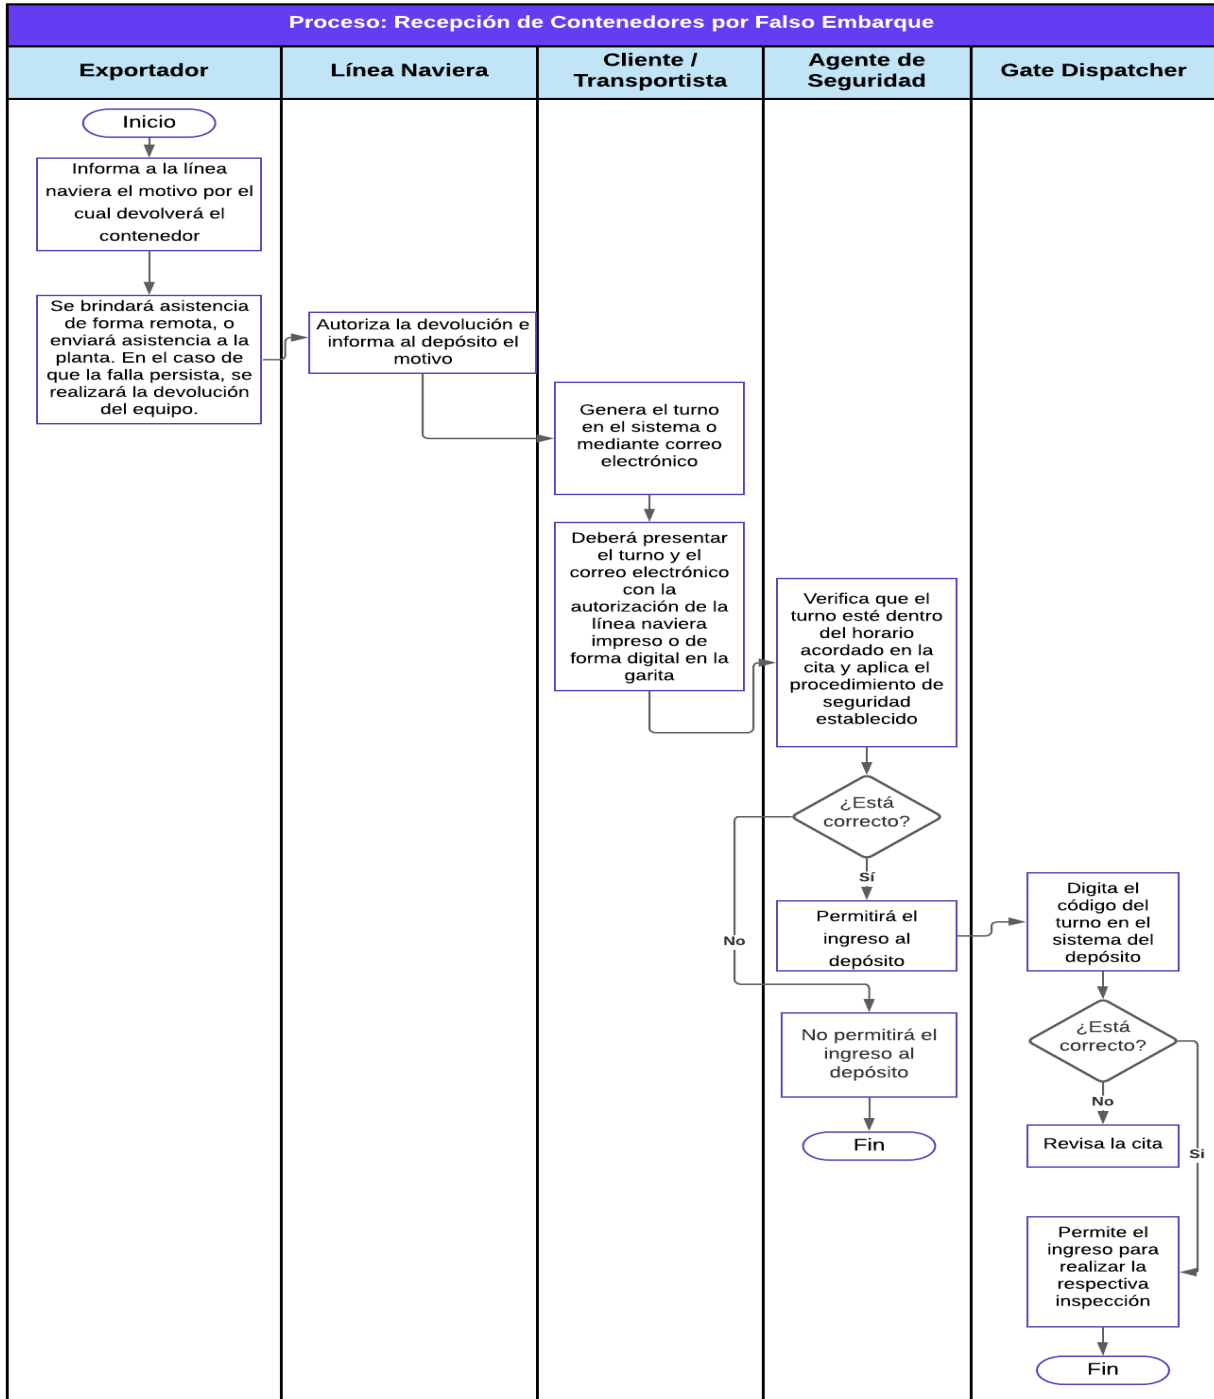 Proceso: Recepción de Contenedores por Falso Embarque
Exportador
Línea Naviera
Cliente /
Transportista
Agente de
Seguridad
Gate Dispatcher
Inicio
Informa a la línea
naviera el motivo por el
cual devolverá el
contenedor
Se brindará asistencia
de forma remota, o
enviará asistencia a la
planta. En el caso de
que la falla persista, se
realizará la devolución
del equipo.
Autoriza la devolución e
informa al depósito el
motivo
Genera el turno
en el sistema o
mediante correo
electrónico
Deberá presentar
el turno y el
correo electrónico
con la
autorización de la
línea naviera
impreso o de
forma digital en la
garita
Verifica que el
turno esté dentro
del horario
acordado en la
cita y aplica el
procedimiento de
seguridad
establecido
¿Está
correcto?
Sí
No
Permitirá el
ingreso al
depósito
No permitirá el
ingreso al
depósito
Fin
Digita el
código del
turno en el
sistema del
depósito
¿Está
correcto?
No
Si
Revisa la cita
Permite el
ingreso para
realizar la
respectiva
inspección
Fin